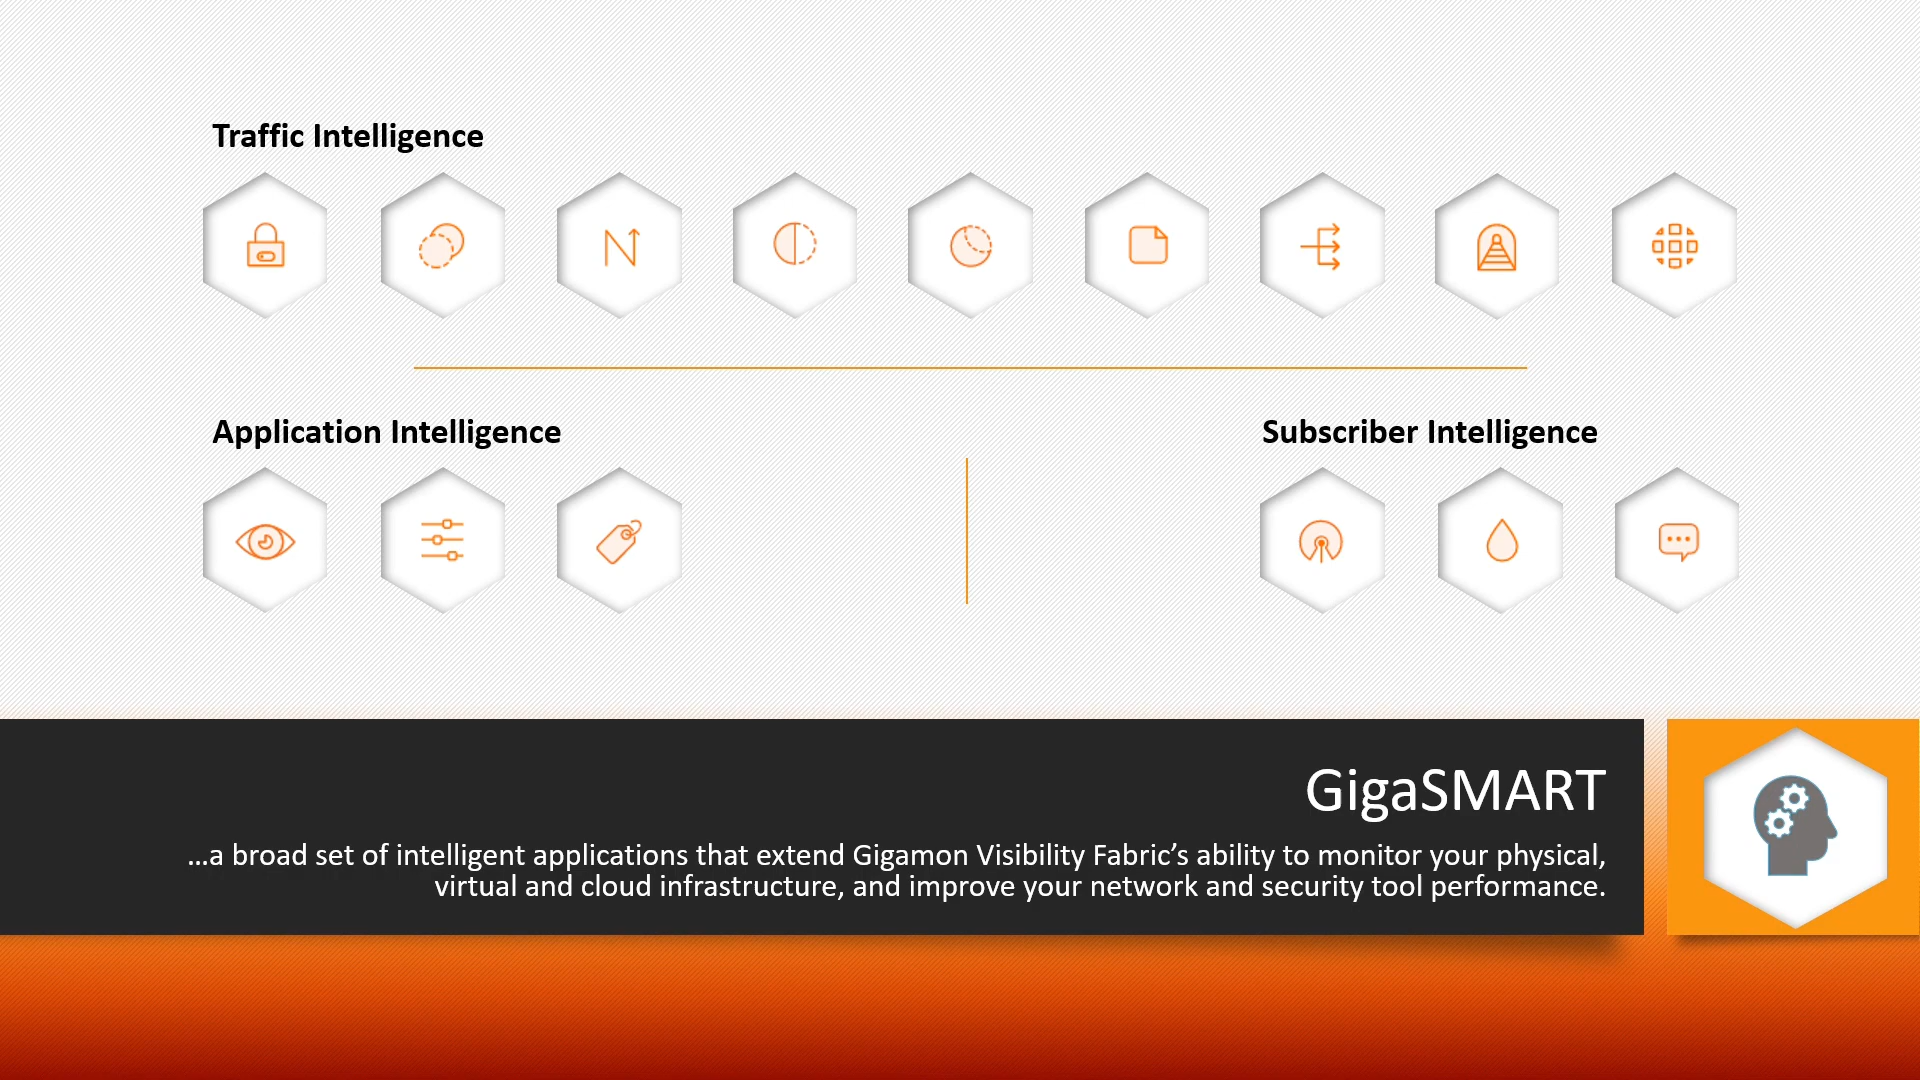 Traffic Intelligence
Application Intelligence
Subscriber Intelligence
GigaSMART
...a broad set of intelligent applications that extend Gigamon Visibility Fabric’s ability to monitor your physical,
virtual and cloud infrastructure, and improve your network and security tool performance.